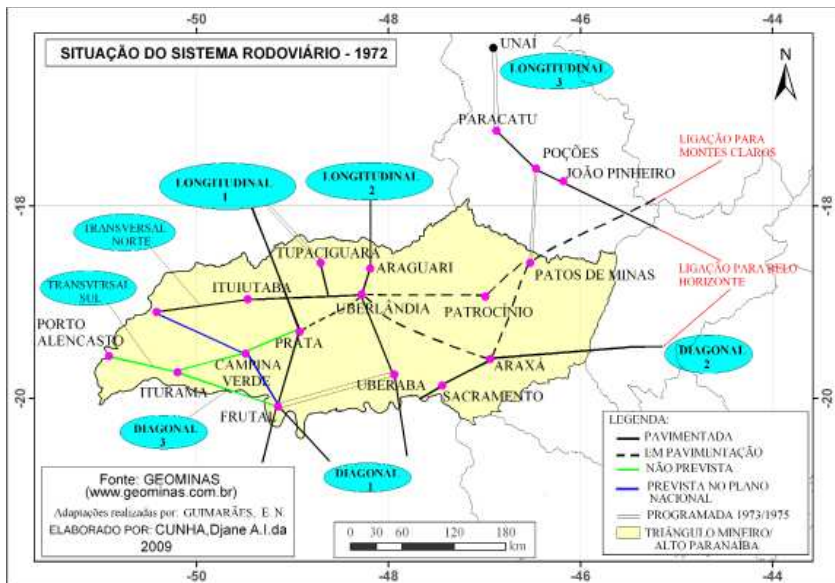 -50
-48
-46
-44
SITUAÇÃO DO SISTEMA RODOVIÁRIO - 1972
UNAÍ
LONGITUDINAL
3
N
PARACATU
POÇÕES
JOÃO PINHEIRO
LIGAÇÃO PARA
MONTES CLAROS
LONGITUDINAL
1
LONGITUDINAL
2
-18
-18
TRANSVERSAL
NORTE
TUPACIGUARA
ARAGUARI
PATOS DE MINAS
LIGAÇÃO PARA BELO
HORIZONTE
TRANSVERSAL
SUL
ITUIUTABA
UBERLÂNDIA
PATROCÍNIO
PORTO
ALENCASTO
PRATA
CAMPINA
VERDE
ARAXÁ
DIAGONAL
2
ITURAMA
UBERABA
SACRAMENTO
-20
-20
FRUTAL
DIAGONAL
3
DIAGONAL
1
LEGENDA:
PAVIMENTADA
EM PAVIMENTAÇÃO
NÃO PREVISTA
PREVISTA NO PLANO
NACIONAL
PROGRAMADA 1973/1975
TRIÂNGULO MINEIRO/
ALTO PARANAÍBA
Fonte: GEOMINAS
(www.geominas.com.br)
Adaptações realizadas por: GUIMARÃES, E. N.
ELABORADO POR: CUNHA,Djane A.I.da
2009
0 30 60 120 180
km
-50
-48
-46
-44